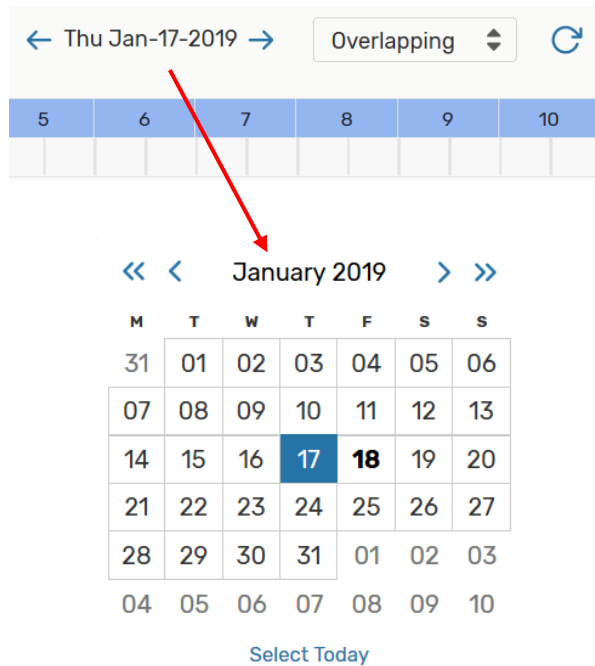 Thu Jan-17-2019 Overlapping
5 6 7 8 9 10
January 2019
M T W T F S S
31 01 02 03 04 05 06
07 08 09 10 11 12 13
14 15 16 17 18 19 20
21 22 23 24 25 26 27
28 29 30 31 01 02 03
04 05 06 07 08 09 10
Select Today